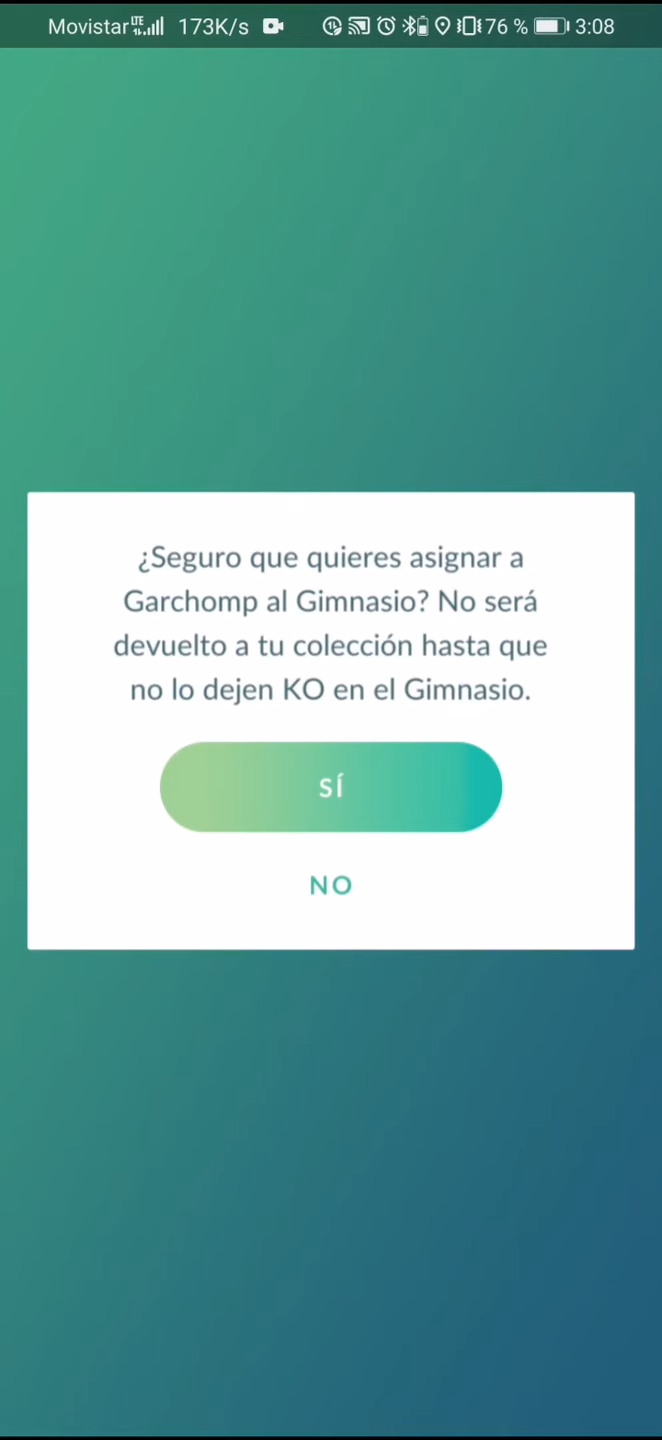 Movistar LTE 173K/s 76 % 3:08
¿Seguro que quieres asignar a
Garchomp al Gimnasio? No será
devuelto a tu colección hasta que
no lo dejen KO en el Gimnasio.
SÍ
NO